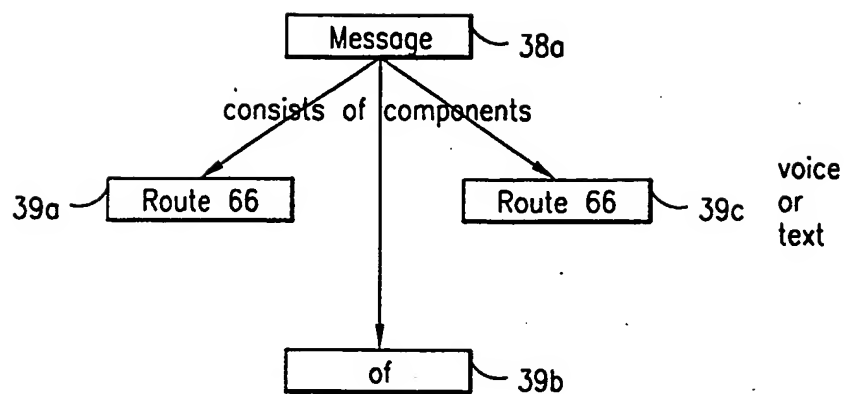 Message 38a
consists of components
39a Route 66 Route 66 39c
voice
or
text
of 39b